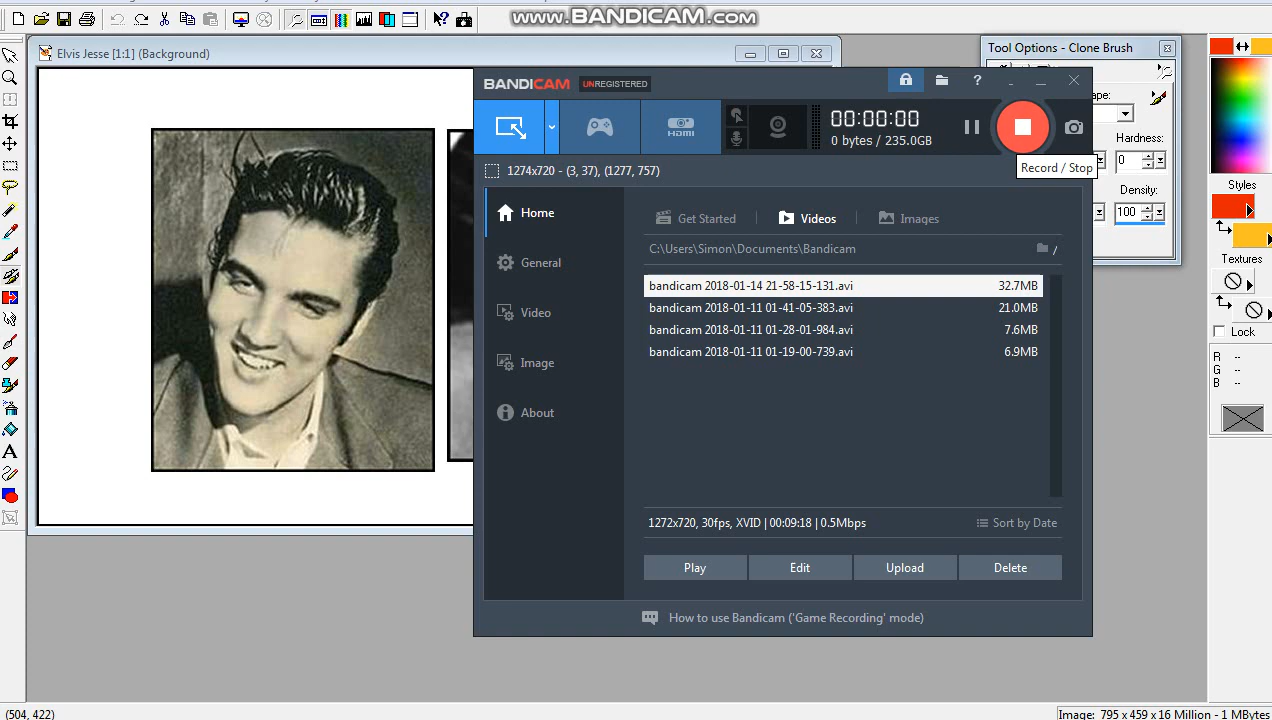 www.BANDICAM.com
Elvis Jesse [1:1] (Background)
Tool Options - Clone Brush
BANDICAM UNREGISTERED
?
HDMI
00:00:00
0 bytes / 235.0GB
Record / Stop
Hardness:
0
Density:
100
1274x720 - (3, 37), (1277, 757)
Home
General
Video
Image
About
Get Started
Videos
Images
C:\Users\Simon\Documents\Bandicam
/
bandicam 2018-01-14 21-58-15-131.avi 32.7MB
bandicam 2018-01-11 01-41-05-383.avi 21.0MB
bandicam 2018-01-11 01-28-01-984.avi 7.6MB
bandicam 2018-01-11 01-19-00-739.avi 6.9MB
1272x720, 30fps, XVID | 00:09:18 | 0.5Mbps
Sort by Date
Play
Edit
Upload
Delete
How to use Bandicam ('Game Recording' mode)
Styles
Textures
Lock
R --
G --
B --
(504, 422)
Image: 795 x 459 x 16 Million - 1 MBytes